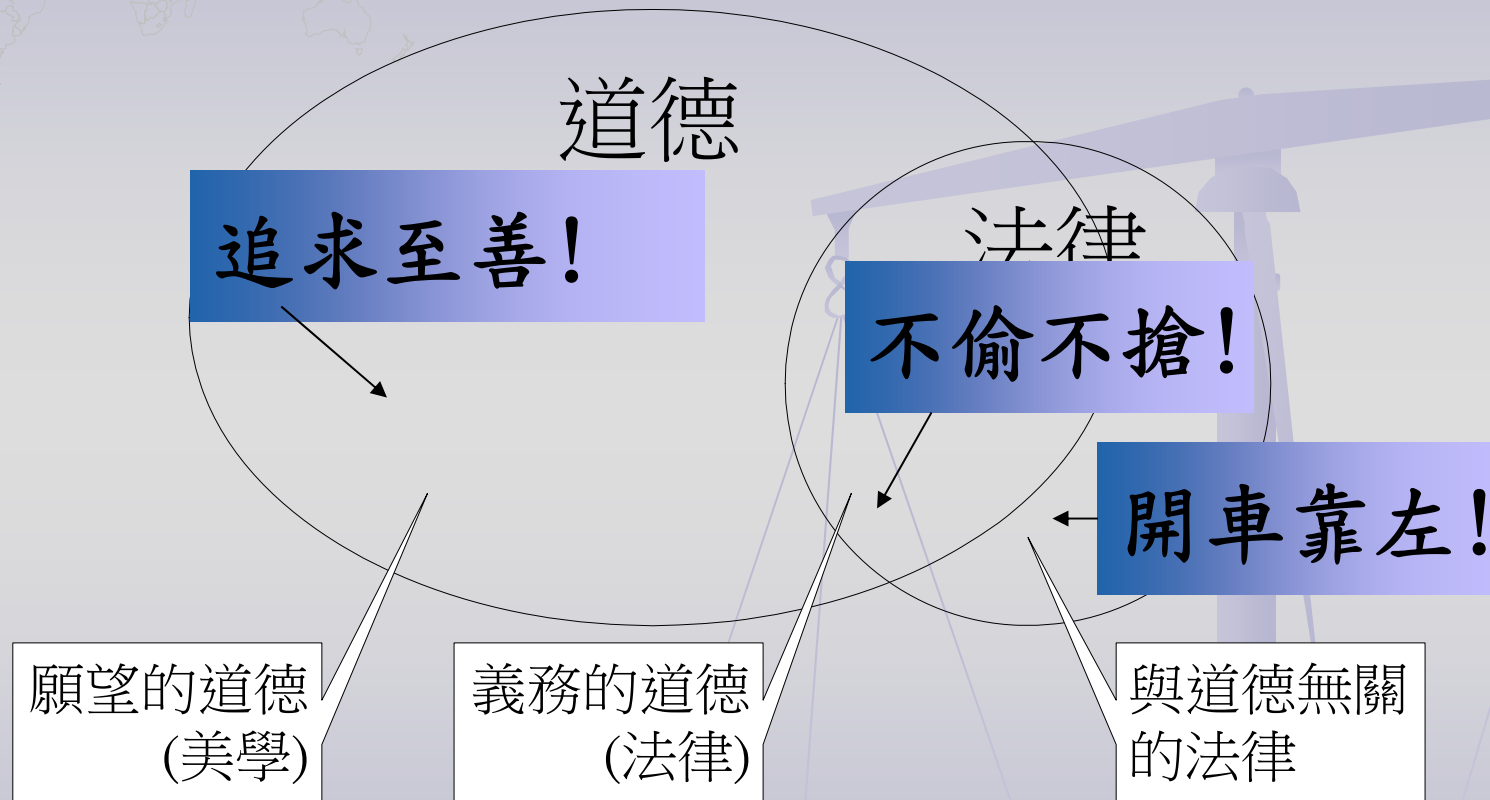 道德
追求至善!
法律
不偷不搶!
開車靠左!
願望的道德
(美學)
義務的道德
(法律)
與道德無關
的法律